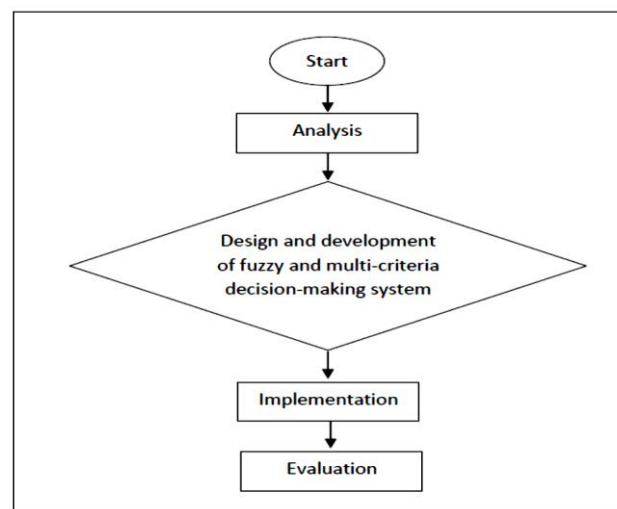 Start
Analysis
Design and development
of fuzzy and multi-criteria
decision-making system
Implementation
Evaluation